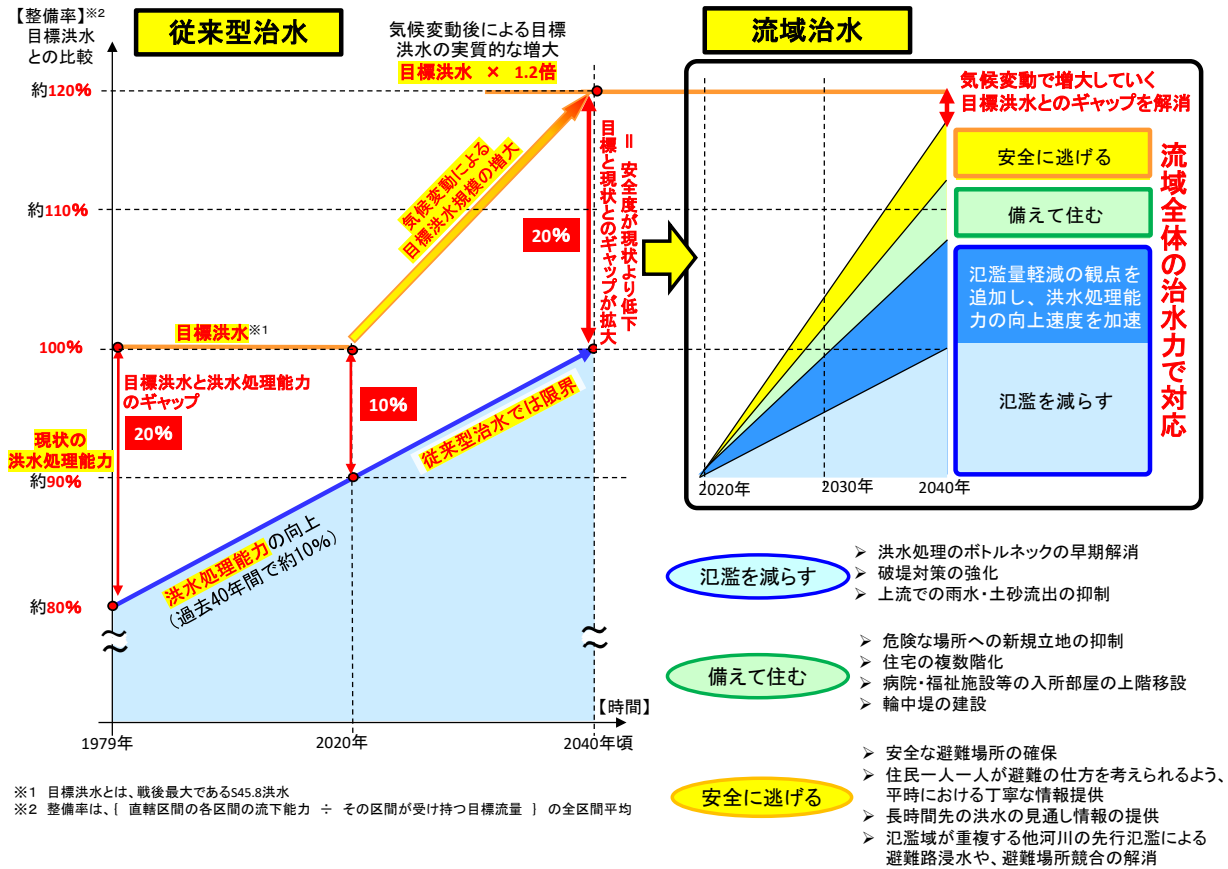 【整備率】※2
目標洪水
との比較
従来型治水
気候変動後による目標
洪水の実質的な増大
目標洪水 × 1.2倍
流域治水
約120%
約110%
100%
約90%
約80%
気候変動による
目標洪水規模の増大
目標洪水※1
目標洪水と洪水処理能力
のギャップ
20%
10%
20%
目標と現状とのギャップが拡大
＝ 安全度が現状より低下
現状の
洪水処理能力
従来型治水では限界
洪水処理能力の向上
（過去40年間で約10%）
【時間】
1979年
2020年
2040年頃
気候変動で増大していく
目標洪水とのギャップを解消
安全に逃げる
備えて住む
氾濫量軽減の観点を
追加し、洪水処理能
力の向上速度を加速
氾濫を減らす
流域全体の治水力で対応
2020年
2030年
2040年
氾濫を減らす
➢ 洪水処理のボトルネックの早期解消
➢ 破堤対策の強化
➢ 上流での雨水・土砂流出の抑制
備えて住む
➢ 危険な場所への新規立地の抑制
➢ 住宅の複数階化
➢ 病院・福祉施設等の入所部屋の上階移設
➢ 輪中堤の建設
安全に逃げる
➢ 安全な避難場所の確保
➢ 住民一人一人が避難の仕方を考えられるよう、
平時における丁寧な情報提供
➢ 長時間先の洪水の見通し情報の提供
➢ 氾濫域が重複する他河川の先行氾濫による
避難路浸水や、避難場所競合の解消
※1 目標洪水とは、戦後最大であるS45.8洪水
※2 整備率は、{ 直轄区間の各区間の流下能力 ÷ その区間が受け持つ目標流量 } の全区間平均